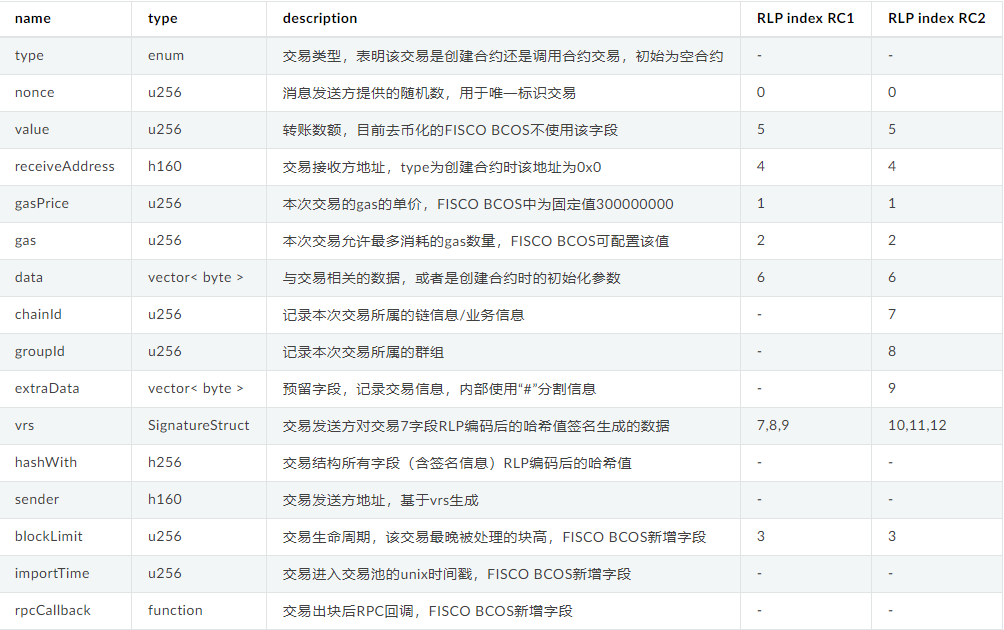 name type description RLP index RC1 RLP index RC2
type enum 交易类型，表明该交易是创建合约还是调用合约交易，初始为空合约 - -
nonce u256 消息发送方提供的随机数，用于唯一标识交易 0 0
value u256 转账数额，目前去币化的FISCO BCOS不使用该字段 5 5
receiveAddress h160 交易接收方地址，type为创建合约时该地址为0x0 4 4
gasPrice u256 本次交易的gas的单价，FISCO BCOS中为固定值300000000 1 1
gas u256 本次交易允许最多消耗的gas数量，FISCO BCOS可配置该值 2 2
data vector< byte > 与交易相关的数据，或者是创建合约时的初始化参数 6 6
chainId u256 记录本次交易所属的链信息/业务信息 - 7
groupId u256 记录本次交易所属的群组 - 8
extraData vector< byte > 预留字段，记录交易信息，内部使用“#”分割信息 - 9
vrs SignatureStruct 交易发送方对交易7字段RLP编码后的哈希值签名生成的数据 7,8,9 10,11,12
hashWith h256 交易结构所有字段（含签名信息）RLP编码后的哈希值 - -
sender h160 交易发送方地址，基于vrs生成 - -
blockLimit u256 交易生命周期，该交易最晚被处理的块高，FISCO BCOS新增字段 3 3
importTime u256 交易进入交易池的unix时间戳，FISCO BCOS新增字段 - -
rpcCallback function 交易出块后RPC回调，FISCO BCOS新增字段 - -